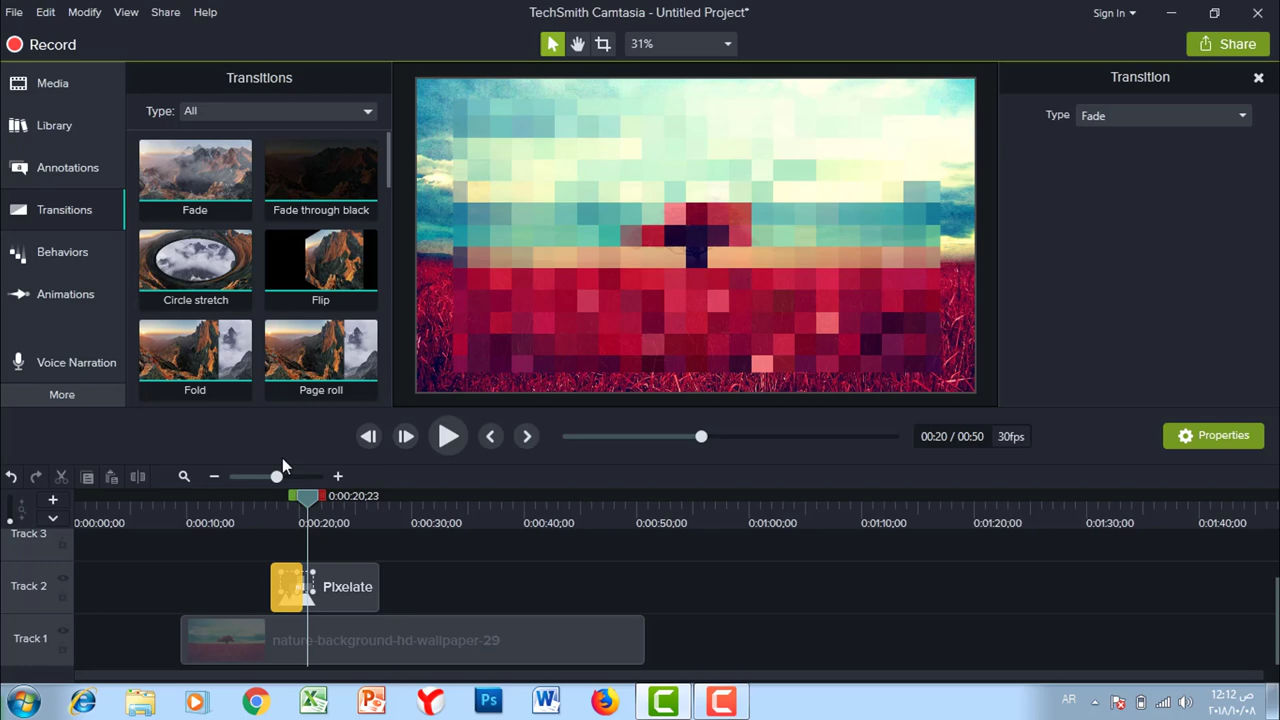 File Edit Modify View Share Help
TechSmith Camtasia - Untitled Project*
Sign In
Record
31%
Share
Media
Library
Annotations
Transitions
Behaviors
Animations
Voice Narration
More
Transitions
Type: All
Fade
Fade through black
Circle stretch
Flip
Fold
Page roll
Transition
Type Fade
00:20 / 00:50 30fps
Properties
0:00:20;23
0:00:00;00 0:00:10;00 0:00:20;00 0:00:30;00 0:00:40;00 0:00:50;00 0:01:00;00 0:01:10;00 0:01:20;00 0:01:30;00 0:01:40;00
Track 3
Track 2
Pixelate
Track 1
nature-background-hd-wallpaper-29
Ps
AR
12:12 ص
٢٠١٨/١٠/٠٨